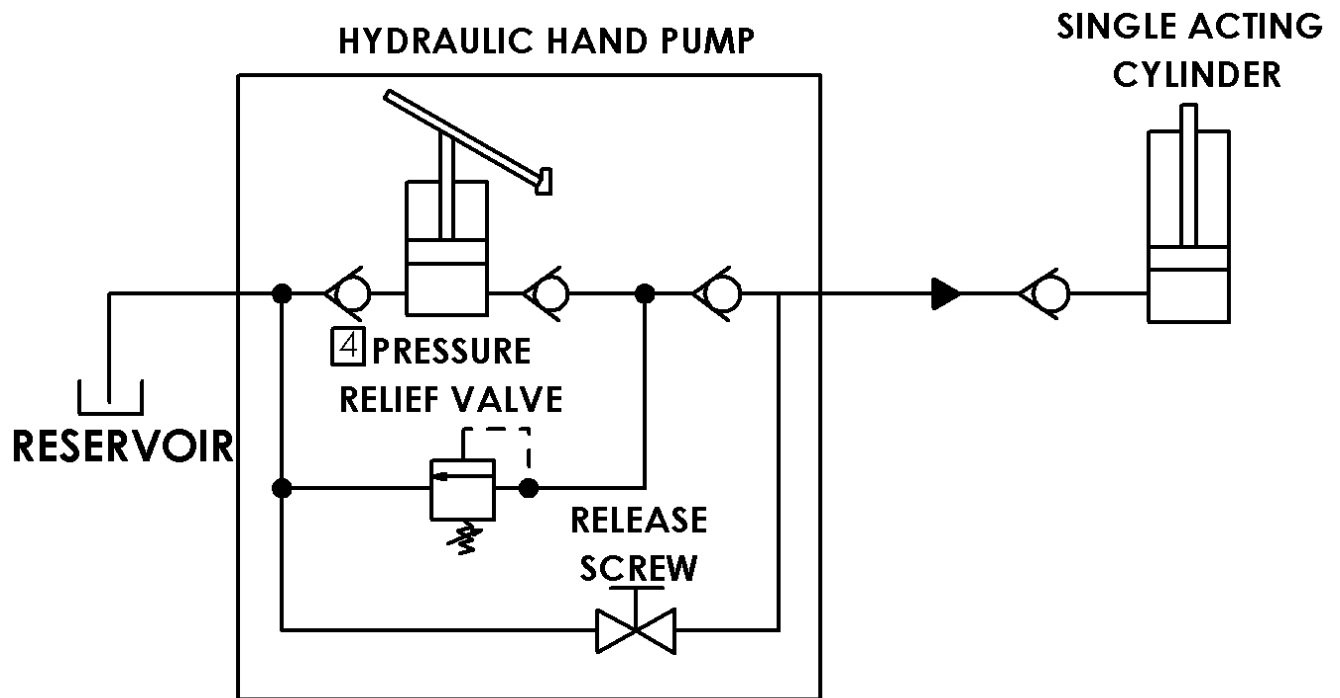 HYDRAULIC HAND PUMP
SINGLE ACTING
CYLINDER
4 PRESSURE
RELIEF VALVE
RESERVOIR
RELEASE
SCREW